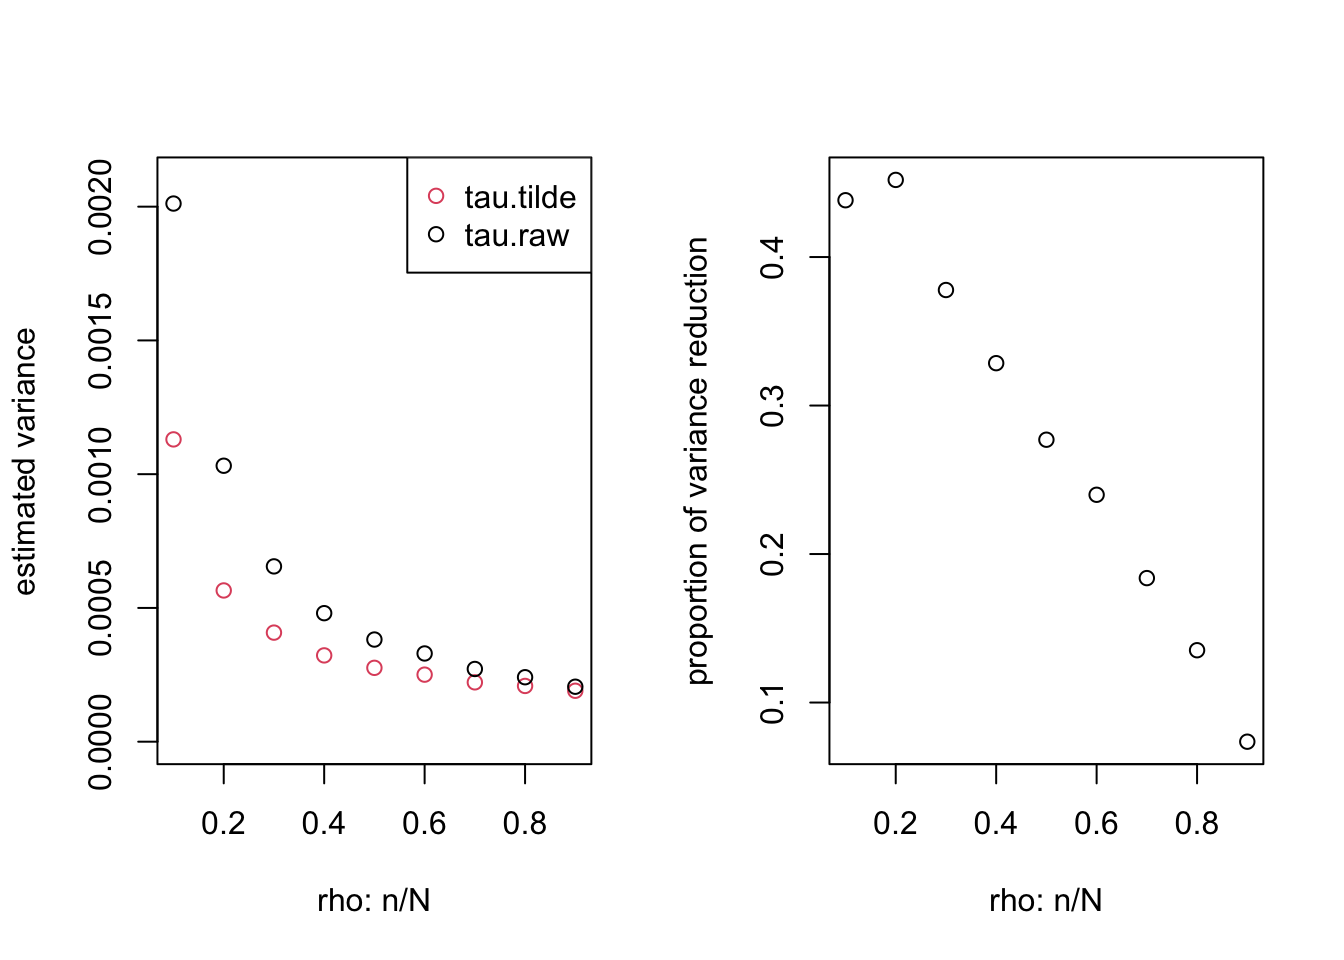 estimated variance
0.0000 0.0005 0.0010 0.0015 0.0020
tau.tilde
tau.raw
0.2 0.4 0.6 0.8
rho: n/N
proportion of variance reduction
0.1 0.2 0.3 0.4
0.2 0.4 0.6 0.8
rho: n/N